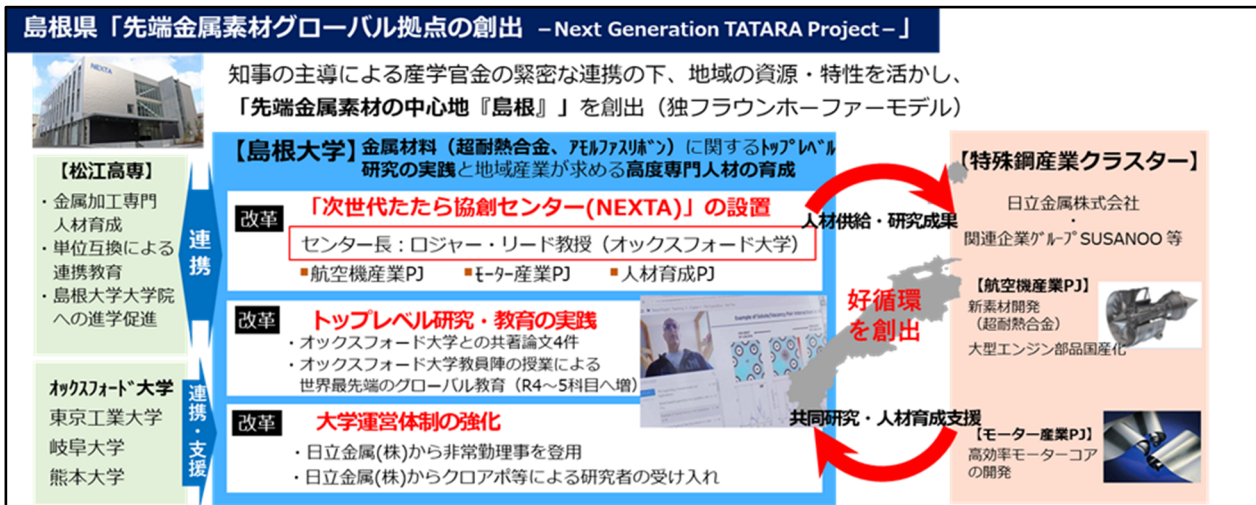 島根県「先端金属素材グローバル拠点の創出 －Next Generation TATARA Project－」
NEXTA
知事の主導による産学官金の緊密な連携の下、地域の資源・特性を活かし、
「先端金属素材の中心地『島根』」を創出（独フラウンホーファーモデル）
【松江高専】
・金属加工専門
人材育成
・単位互換による
連携教育
・島根大学大学院
への進学促進
連携
オックスフォード大学
東京工業大学
岐阜大学
熊本大学
連携・支援
【島根大学】金属材料（超耐熱合金、ｱﾓﾙﾌｧｽﾘﾎﾞﾝ）に関するﾄｯﾌﾟﾚﾍﾞﾙ
研究の実践と地域産業が求める高度専門人材の育成
改革
「次世代たたら協創センター(NEXTA)」の設置
センター長：ロジャー・リード教授（オックスフォード大学）
▪航空機産業PJ ▪ﾓｰﾀｰ産業PJ ▪人材育成PJ
改革
トップレベル研究・教育の実践
・オックスフォード大学との共著論文4件
・オックスフォード大学教員陣の授業による
世界最先端のグローバル教育（R4～5科目へ増）
改革
大学運営体制の強化
・日立金属(株)から非常勤理事を登用
・日立金属(株)からクロアポ等による研究者の受け入れ
人材供給・研究成果
好循環
を創出
共同研究・人材育成支援
【特殊鋼産業クラスター】
日立金属株式会社
・
関連企業ｸﾞﾙｰﾌﾟSUSANOO 等
【航空機産業PJ】
新素材開発
（超耐熱合金）
大型エンジン部品国産化
【モーター産業PJ】
高効率モーターコア
の開発